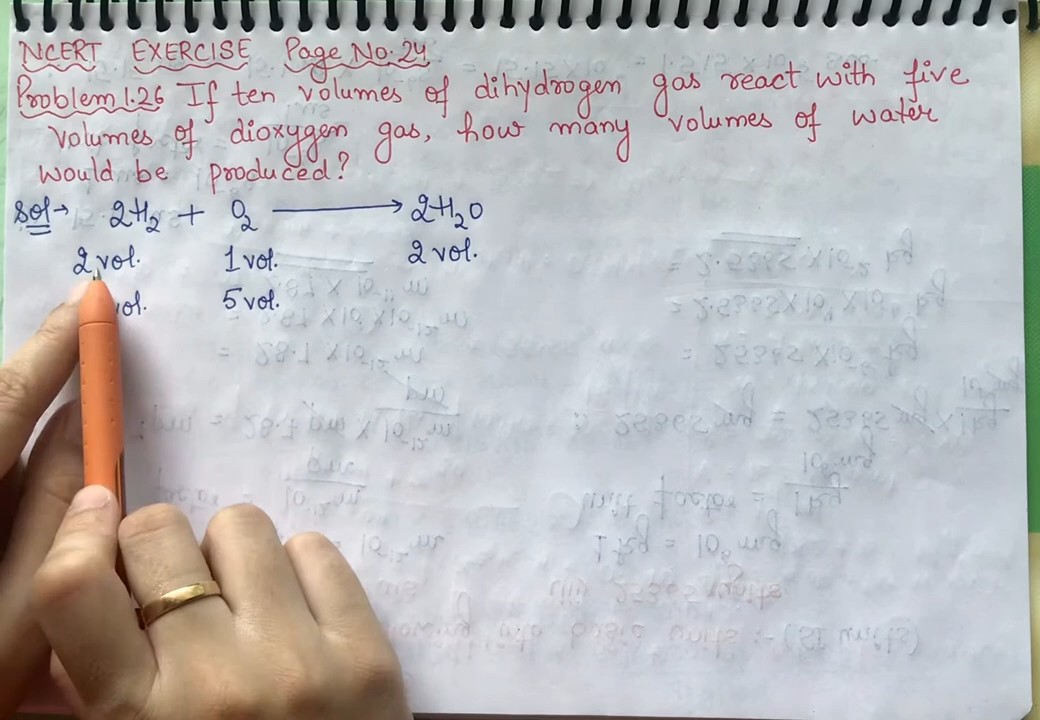 NCERT EXERCISE Page No. 24
Problem 1.26 If ten volumes of dihydrogen gas react with five
volumes of dioxygen gas, how many volumes of water
would be produced?
Sol→ 2H₂ + O₂ ⟶ 2H₂O
2 vol. 1 vol. 2 vol.
vol. 5 vol.